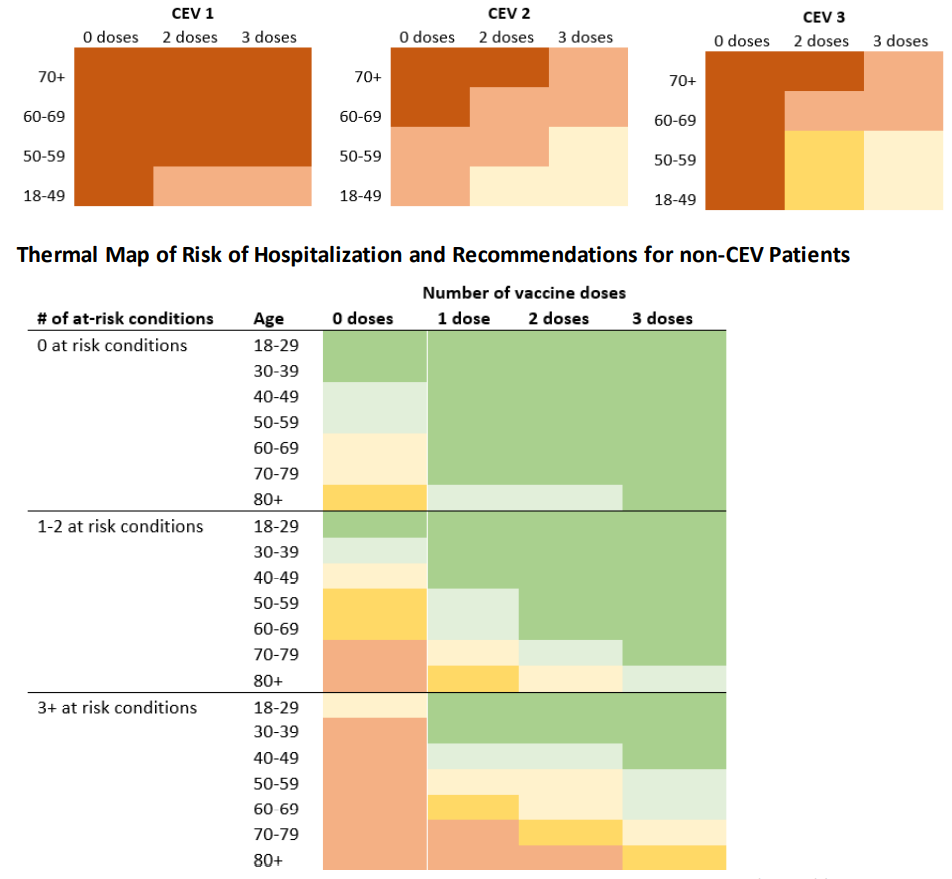 CEV 1
0 doses 2 doses 3 doses
70+
60-69
50-59
18-49
CEV 2
0 doses 2 doses 3 doses
70+
60-69
50-59
18-49
CEV 3
0 doses 2 doses 3 doses
70+
60-69
50-59
18-49
Thermal Map of Risk of Hospitalization and Recommendations for non-CEV Patients
Number of vaccine doses
# of at-risk conditions Age 0 doses 1 dose 2 doses 3 doses
0 at risk conditions 18-29
30-39
40-49
50-59
60-69
70-79
80+
1-2 at risk conditions 18-29
30-39
40-49
50-59
60-69
70-79
80+
3+ at risk conditions 18-29
30-39
40-49
50-59
60-69
70-79
80+